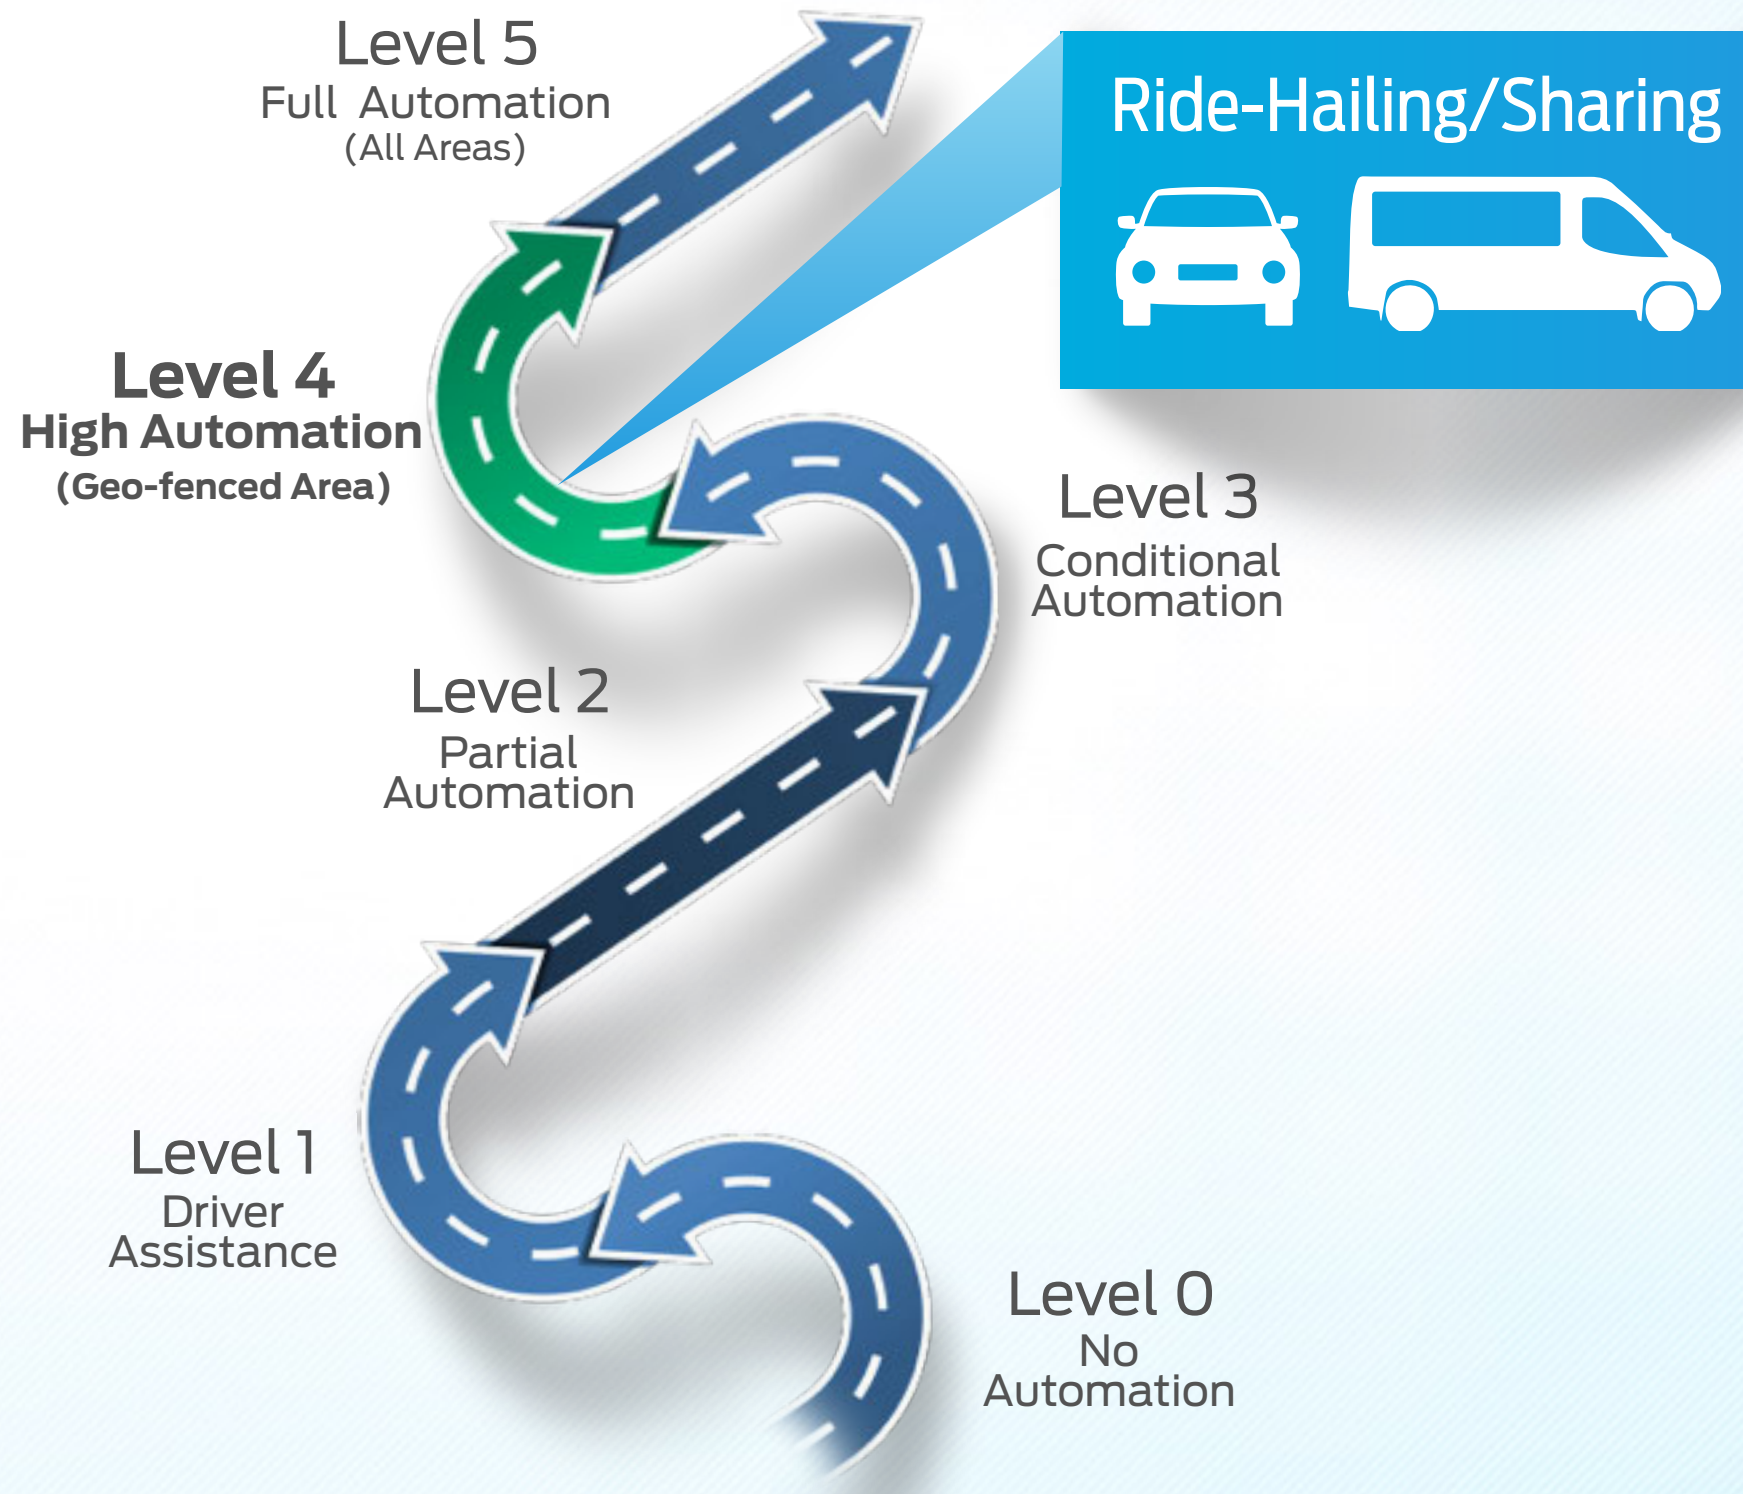 Level 5
Full Automation
(All Areas)
Ride-Hailing/Sharing
Level 4
High Automation
(Geo-fenced Area)
Level 3
Conditional
Automation
Level 2
Partial
Automation
Level 1
Driver
Assistance
Level 0
No
Automation